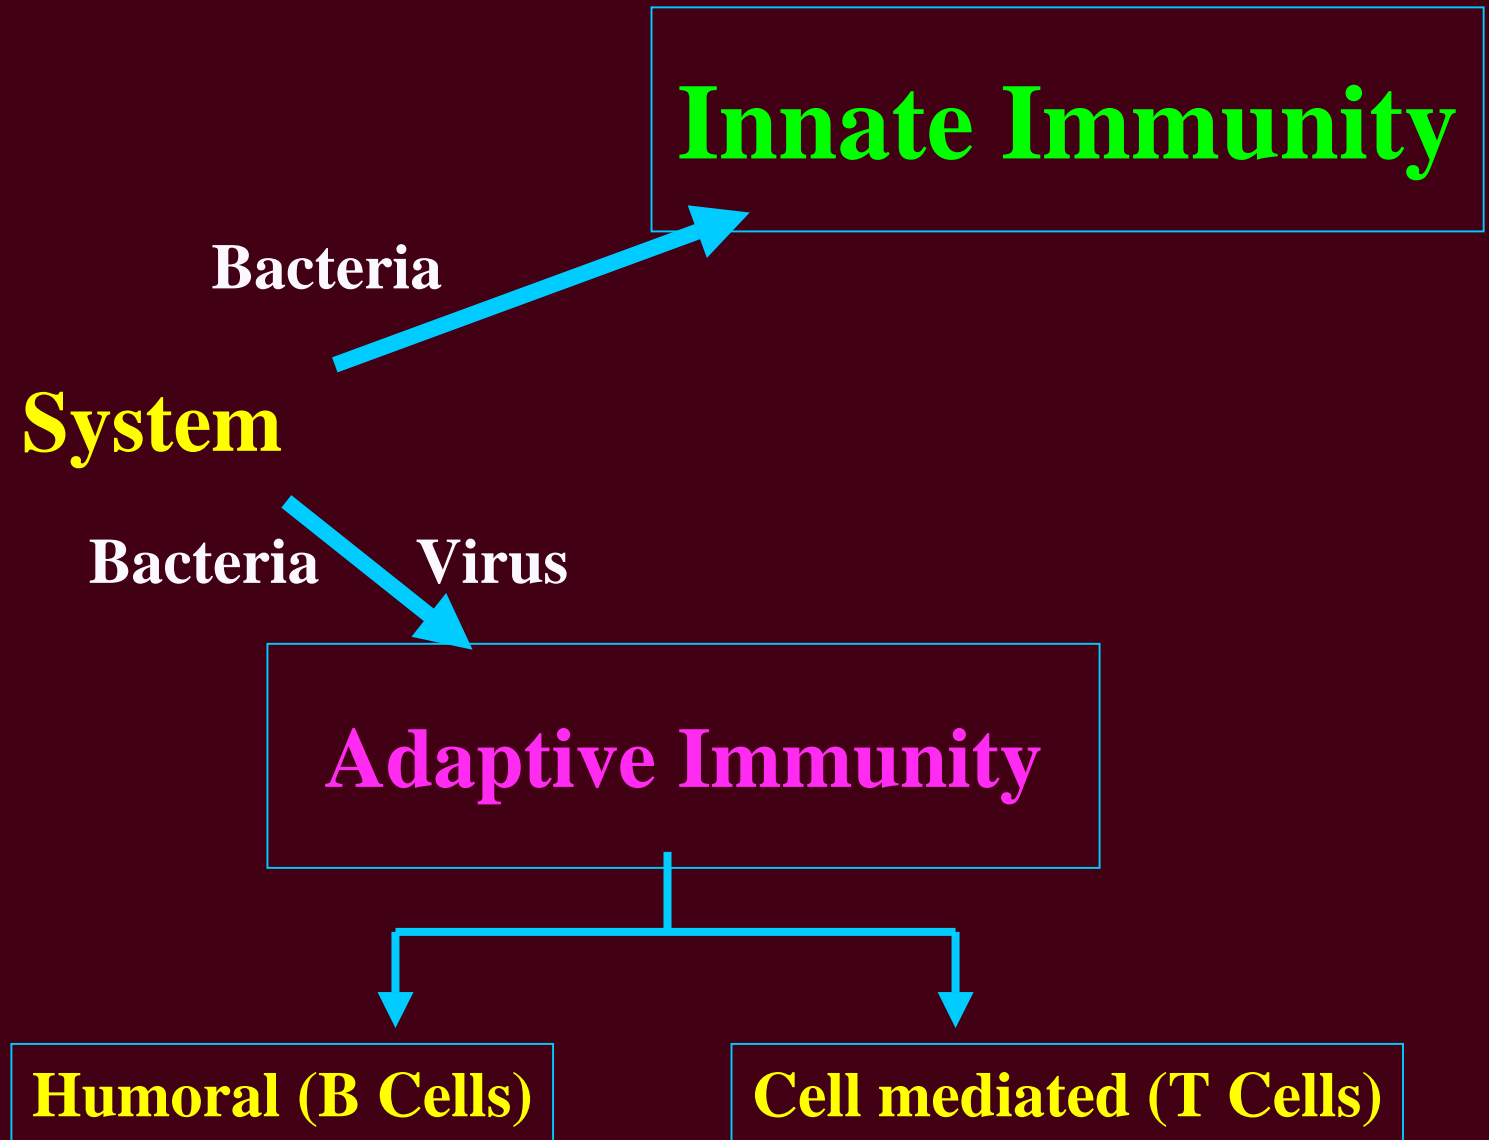 Innate Immunity
Bacteria
System
Bacteria Virus
Adaptive Immunity
Humoral (B Cells)
Cell mediated (T Cells)